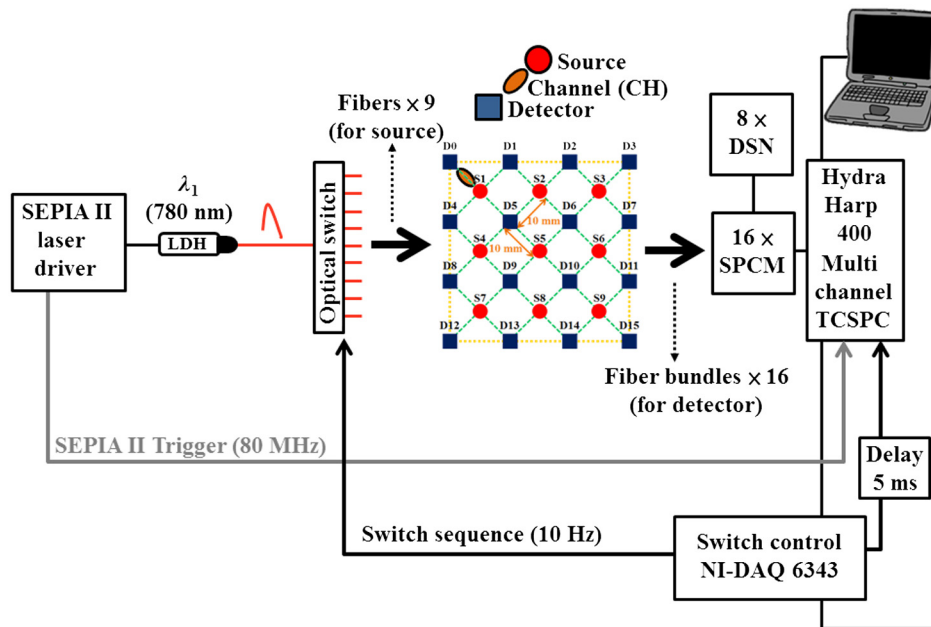 Source
Channel (CH)
Detector
Fibers × 9
(for source)
8 ×
DSN
λ1
(780 nm)
SEPIA II
laser
driver
LDH
Optical switch
D0 D1 D2 D3
S1 S2 S3
D4 D5 D6 D7
10 mm
10 mm
S4 S5 S6
D8 D9 D10 D11
S7 S8 S9
D12 D13 D14 D15
16 ×
SPCM
Hydra
Harp
400
Multi
channel
TCSPC
Fiber bundles × 16
(for detector)
SEPIA II Trigger (80 MHz)
Delay
5 ms
Switch sequence (10 Hz)
Switch control
NI-DAQ 6343